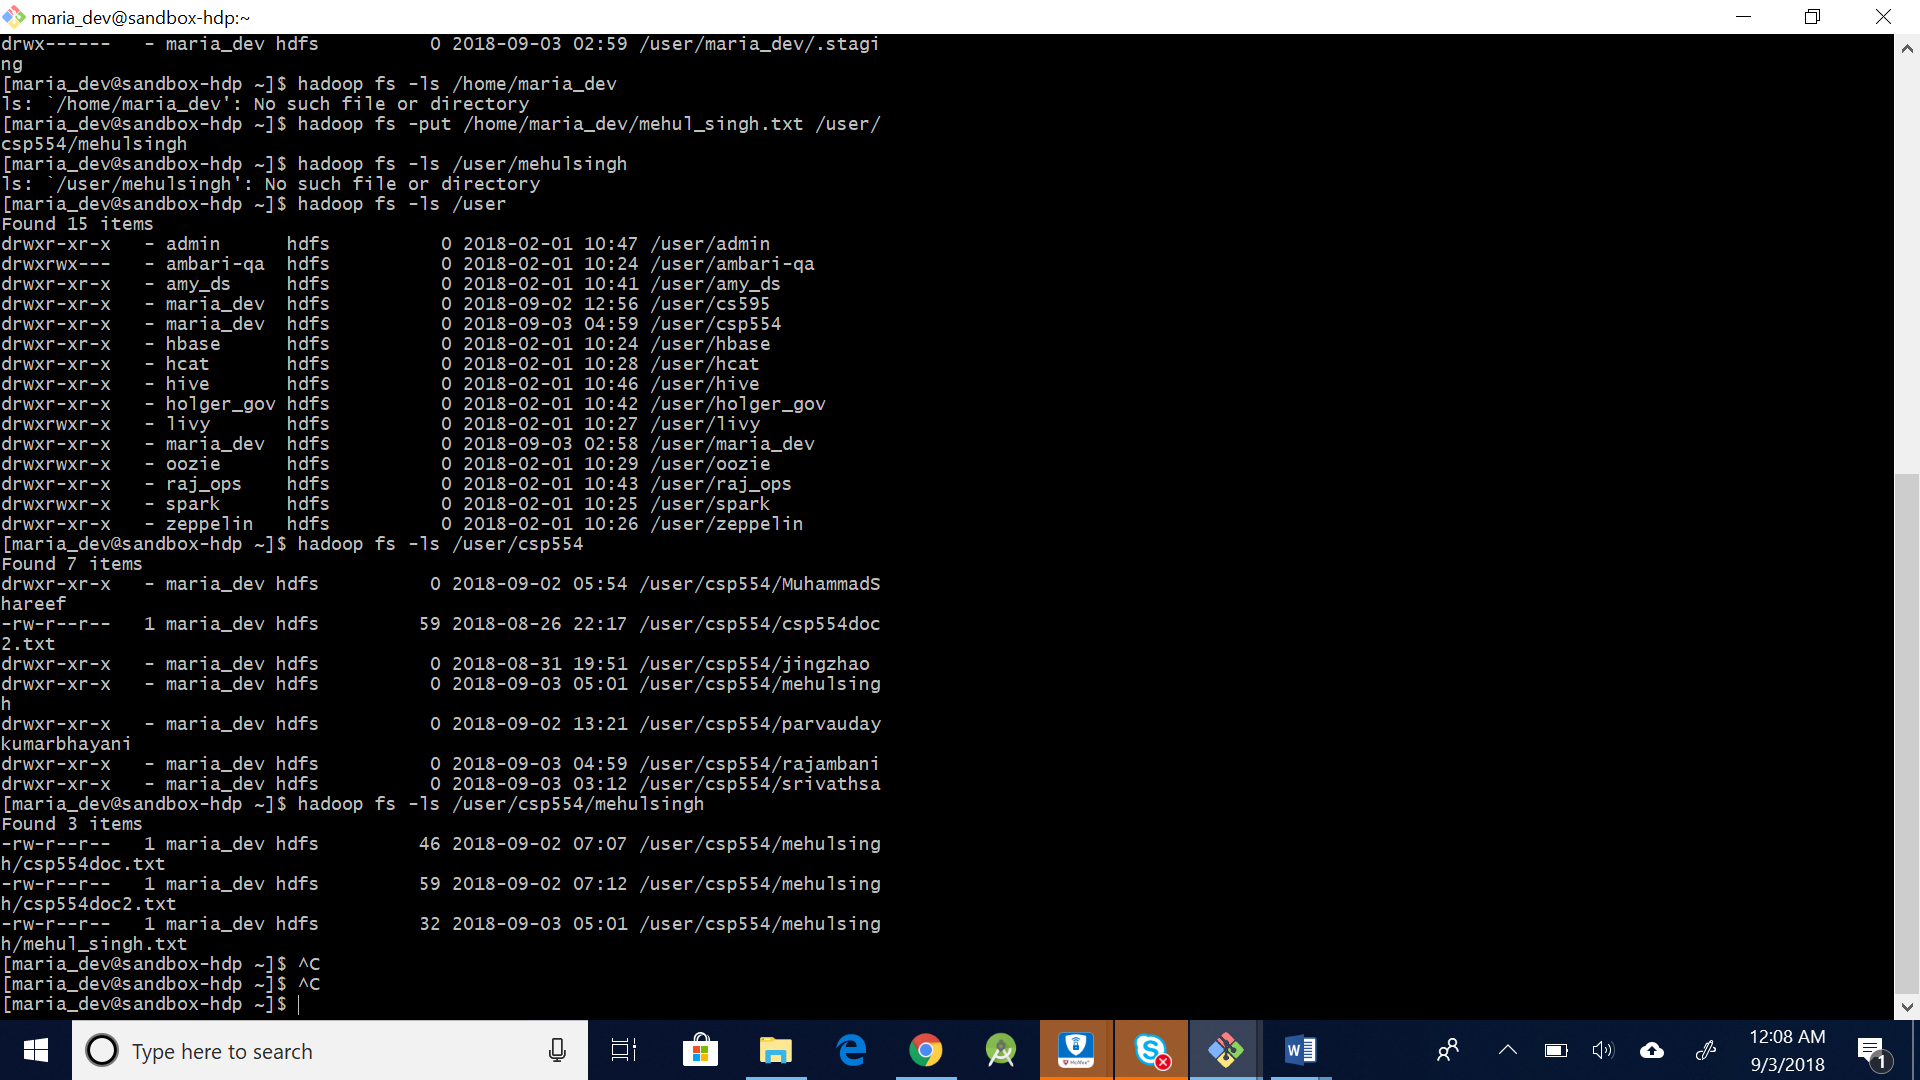 maria_dev@sandbox-hdp:~
drwx------   - maria_dev hdfs          0 2018-09-03 02:59 /user/maria_dev/.stagi
ng
[maria_dev@sandbox-hdp ~]$ hadoop fs -ls /home/maria_dev
ls: `/home/maria_dev': No such file or directory
[maria_dev@sandbox-hdp ~]$ hadoop fs -put /home/maria_dev/mehul_singh.txt /user/
csp554/mehulsingh
[maria_dev@sandbox-hdp ~]$ hadoop fs -ls /user/mehulsingh
ls: `/user/mehulsingh': No such file or directory
[maria_dev@sandbox-hdp ~]$ hadoop fs -ls /user
Found 15 items
drwxr-xr-x   - admin      hdfs          0 2018-02-01 10:47 /user/admin
drwxrwx---   - ambari-qa  hdfs          0 2018-02-01 10:24 /user/ambari-qa
drwxr-xr-x   - amy_ds     hdfs          0 2018-02-01 10:41 /user/amy_ds
drwxr-xr-x   - maria_dev  hdfs          0 2018-09-02 12:56 /user/cs595
drwxr-xr-x   - maria_dev  hdfs          0 2018-09-03 04:59 /user/csp554
drwxr-xr-x   - hbase      hdfs          0 2018-02-01 10:24 /user/hbase
drwxr-xr-x   - hcat       hdfs          0 2018-02-01 10:28 /user/hcat
drwxr-xr-x   - hive       hdfs          0 2018-02-01 10:46 /user/hive
drwxr-xr-x   - holger_gov hdfs          0 2018-02-01 10:42 /user/holger_gov
drwxrwxr-x   - livy       hdfs          0 2018-02-01 10:27 /user/livy
drwxr-xr-x   - maria_dev  hdfs          0 2018-09-03 02:58 /user/maria_dev
drwxrwxr-x   - oozie      hdfs          0 2018-02-01 10:29 /user/oozie
drwxr-xr-x   - raj_ops    hdfs          0 2018-02-01 10:43 /user/raj_ops
drwxrwxr-x   - spark      hdfs          0 2018-02-01 10:25 /user/spark
drwxr-xr-x   - zeppelin   hdfs          0 2018-02-01 10:26 /user/zeppelin
[maria_dev@sandbox-hdp ~]$ hadoop fs -ls /user/csp554
Found 7 items
drwxr-xr-x   - maria_dev hdfs          0 2018-09-02 05:54 /user/csp554/MuhammadS
hareef
-rw-r--r--   1 maria_dev hdfs         59 2018-08-26 22:17 /user/csp554/csp554doc
2.txt
drwxr-xr-x   - maria_dev hdfs          0 2018-08-31 19:51 /user/csp554/jingzhao
drwxr-xr-x   - maria_dev hdfs          0 2018-09-03 05:01 /user/csp554/mehulsing
h
drwxr-xr-x   - maria_dev hdfs          0 2018-09-02 13:21 /user/csp554/parvauday
kumarbhayani
drwxr-xr-x   - maria_dev hdfs          0 2018-09-03 04:59 /user/csp554/rajambani
drwxr-xr-x   - maria_dev hdfs          0 2018-09-03 03:12 /user/csp554/srivathsa
[maria_dev@sandbox-hdp ~]$ hadoop fs -ls /user/csp554/mehulsingh
Found 3 items
-rw-r--r--   1 maria_dev hdfs         46 2018-09-02 07:07 /user/csp554/mehulsing
h/csp554doc.txt
-rw-r--r--   1 maria_dev hdfs         59 2018-09-02 07:12 /user/csp554/mehulsing
h/csp554doc2.txt
-rw-r--r--   1 maria_dev hdfs         32 2018-09-03 05:01 /user/csp554/mehulsing
h/mehul_singh.txt
[maria_dev@sandbox-hdp ~]$ ^C
[maria_dev@sandbox-hdp ~]$ ^C
[maria_dev@sandbox-hdp ~]$
Type here to search
12:08 AM
9/3/2018
1